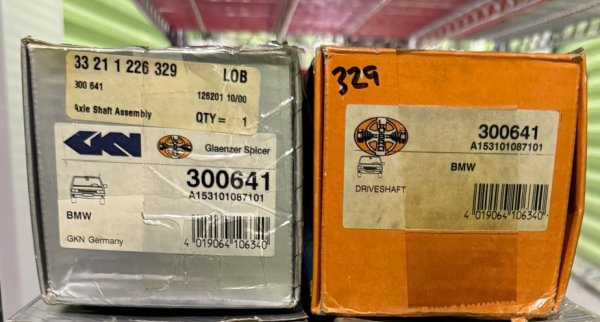 33 21 1 226 329 LOB
300 641
126201 10/00
Axle Shaft Assembly QTY= 1
GKN Glaenzer Spicer
300641
A153101087101
BMW
GKN Germany
4 019064 106340
329
300641
A153101087101
BMW
DRIVESHAFT
4 019064 106340